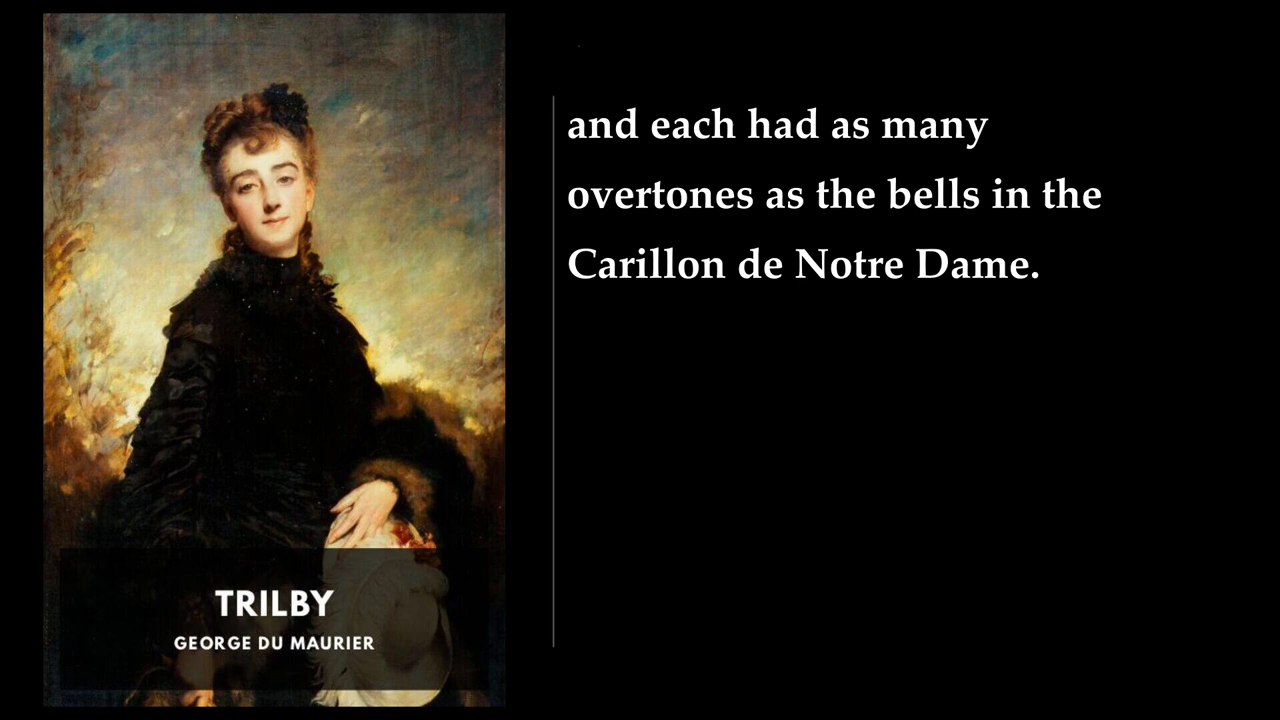 TRILBY
GEORGE DU MAURIER
and each had as many
overtones as the bells in the
Carillon de Notre Dame.